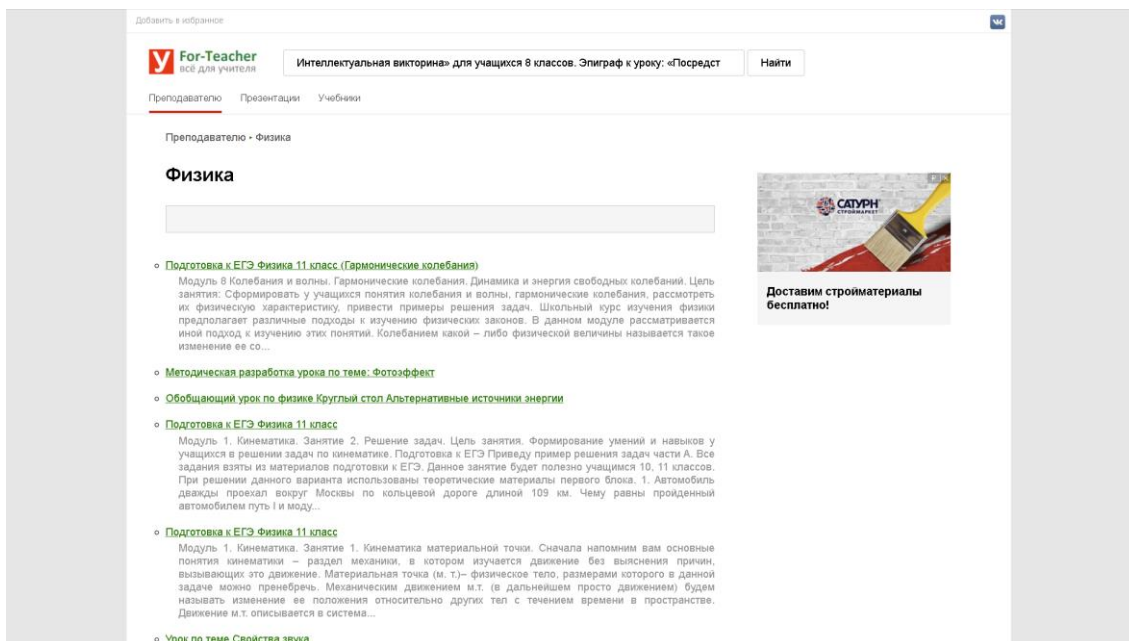 Добавить в избранное
For-Teacher
всё для учителя
Интеллектуальная викторина» для учащихся 8 классов. Эпиграф к уроку: «Посредст
Найти
Преподавателю Презентации Учебники
Преподавателю - Физика
Физика
САТУРН
СТРОЙМАРКЕТ
Доставим стройматериалы
бесплатно!
Подготовка к ЕГЭ Физика 11 класс (Гармонические колебания)
Модуль 8 Колебания и волны. Гармонические колебания. Динамика и энергия свободных колебаний. Цель
занятия: Сформировать у учащихся понятия колебания и волны, гармонические колебания, рассмотреть
их физическую характеристику, привести примеры решения задач. Школьный курс изучения физики
предполагает различные подходы к изучению физических законов. В данном модуле рассматривается
иной подход к изучению этих понятий. Колебанием какой – либо физической величины называется такое
изменение ее со...
Методическая разработка урока по теме: Фотоэффект
Обобщающий урок по физике Круглый стол Альтернативные источники энергии
Подготовка к ЕГЭ Физика 11 класс
Модуль 1. Кинематика. Занятие 2. Решение задач. Цель занятия. Формирование умений и навыков у
учащихся в решении задач по кинематике. Подготовка к ЕГЭ Приведу пример решения задач части А. Все
задания взяты из материалов подготовки к ЕГЭ. Данное занятие будет полезно учащимся 10, 11 классов.
При решении данного варианта использованы теоретические материалы первого блока. 1. Автомобиль
дважды проехал вокруг Москвы по кольцевой дороге длиной 109 км. Чему равны пройденный
автомобилем путь l и моду...
Подготовка к ЕГЭ Физика 11 класс
Модуль 1. Кинематика. Занятие 1. Кинематика материальной точки. Сначала напомним вам основные
понятия кинематики – раздел механики, в котором изучается движение без выяснения причин,
вызывающих это движение. Материальная точка (м. т.)– физическое тело, размерами которого в данной
задаче можно пренебречь. Механическим движением м.т. (в дальнейшем просто движением) будем
называть изменение ее положения относительно других тел с течением времени в пространстве.
Движение м.т. описывается в система...
Урок по теме Свойства звука